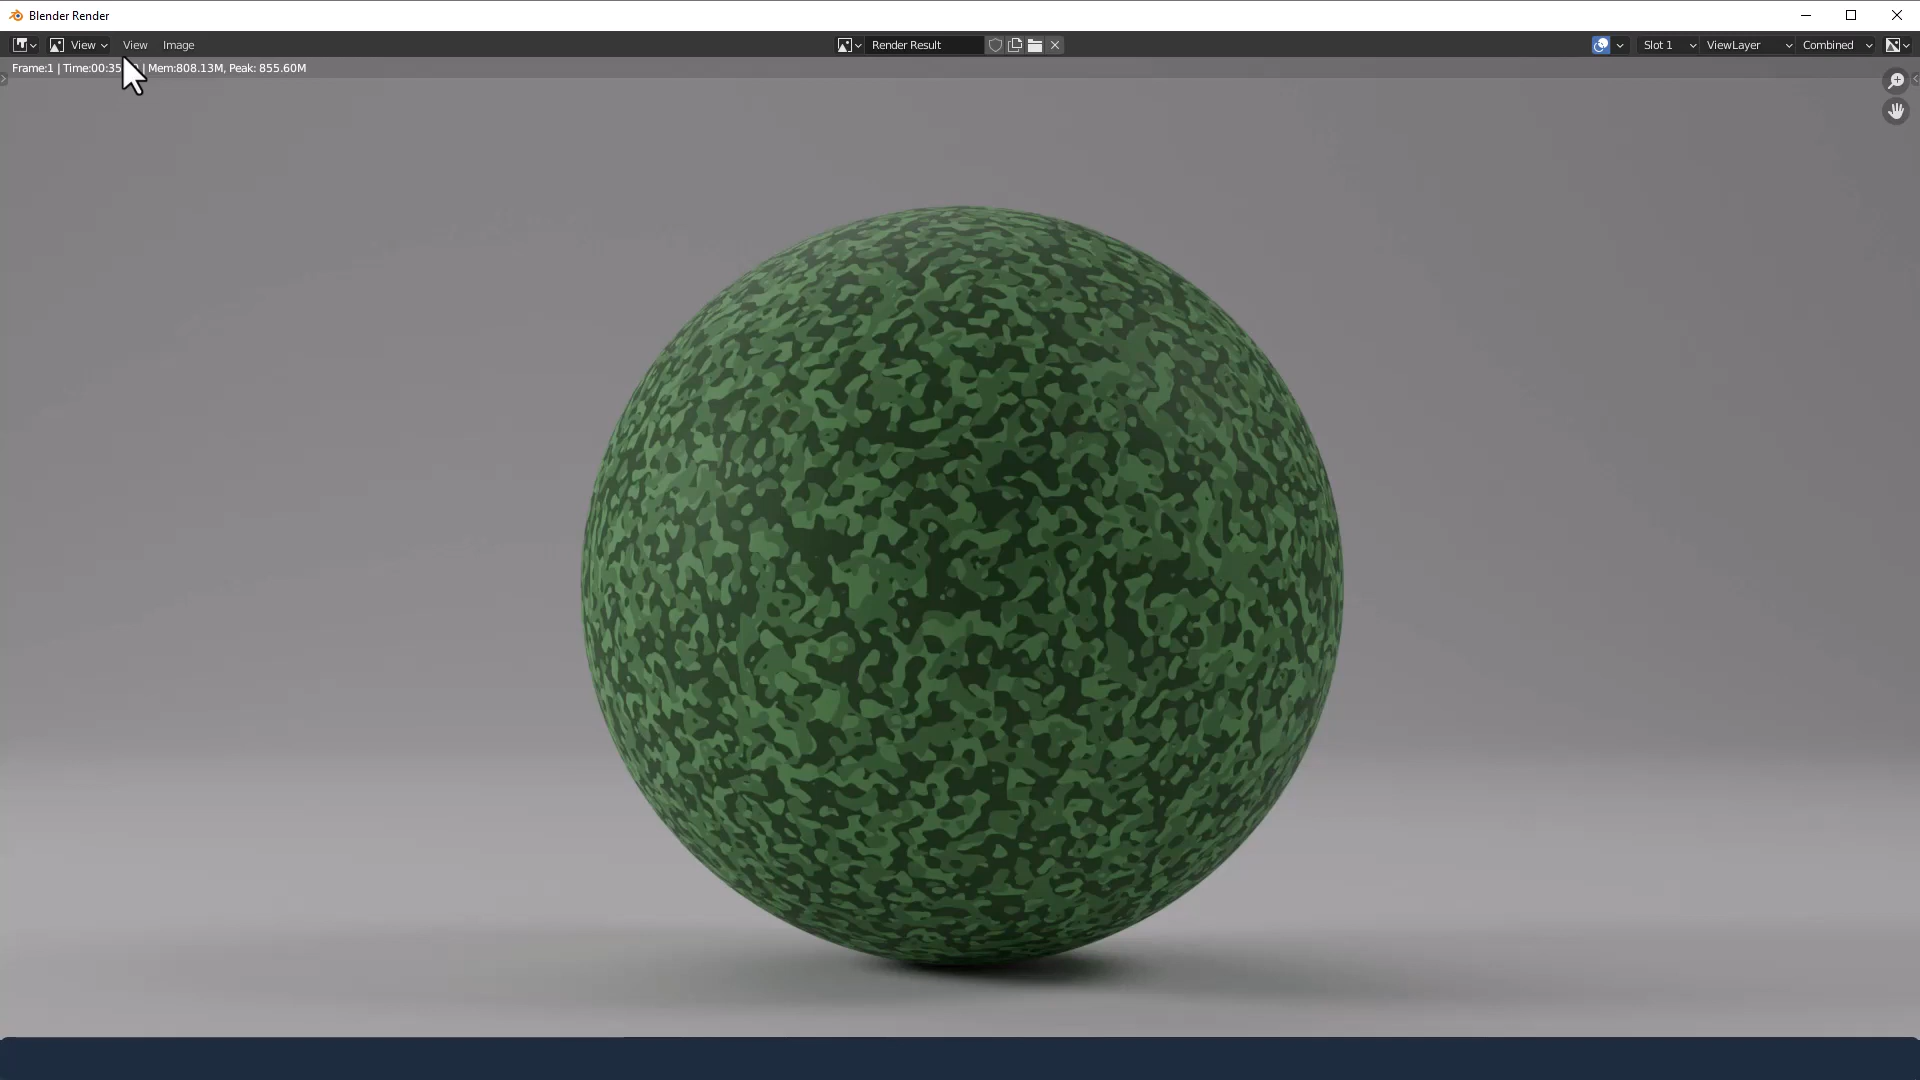 Blender Render
View View Image Render Result Slot 1 ViewLayer Combined
Frame:1 | Time:00:35 | Mem:808.13M, Peak: 855.60M